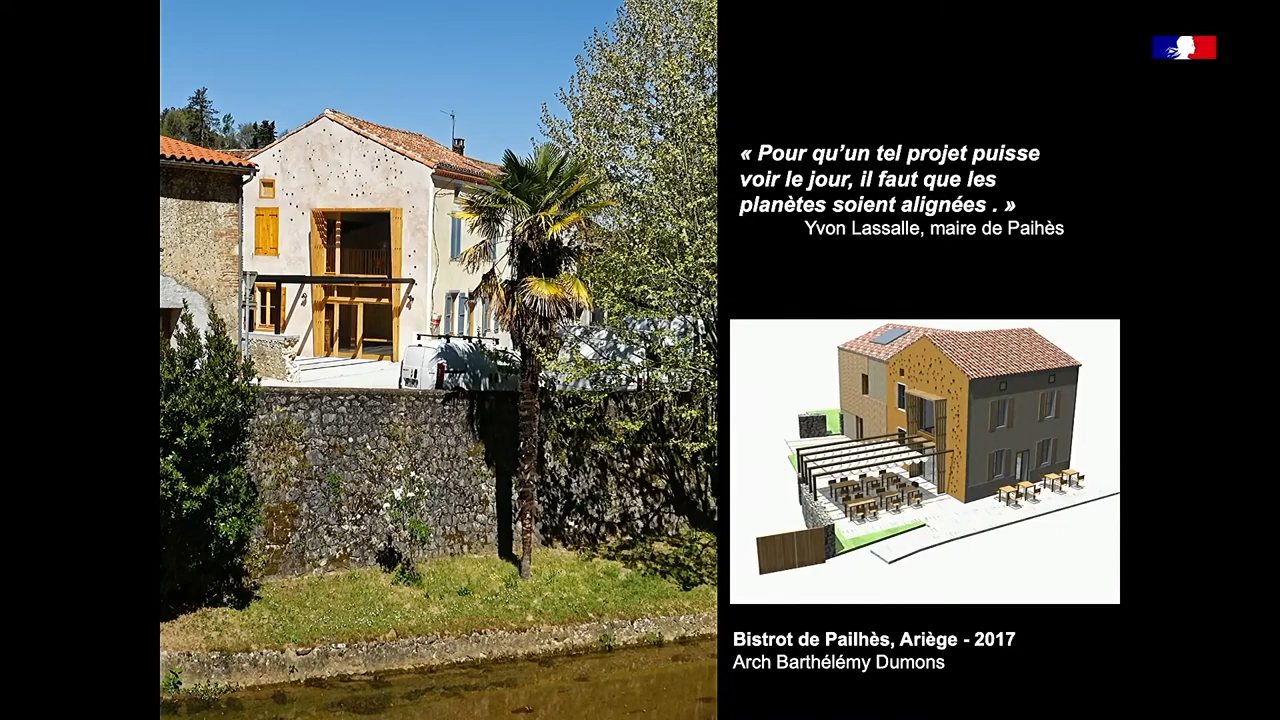 « Pour qu’un tel projet puisse
voir le jour, il faut que les
planètes soient alignées . »
Yvon Lassalle, maire de Paihès
Bistrot de Pailhès, Ariège - 2017
Arch Barthélémy Dumons